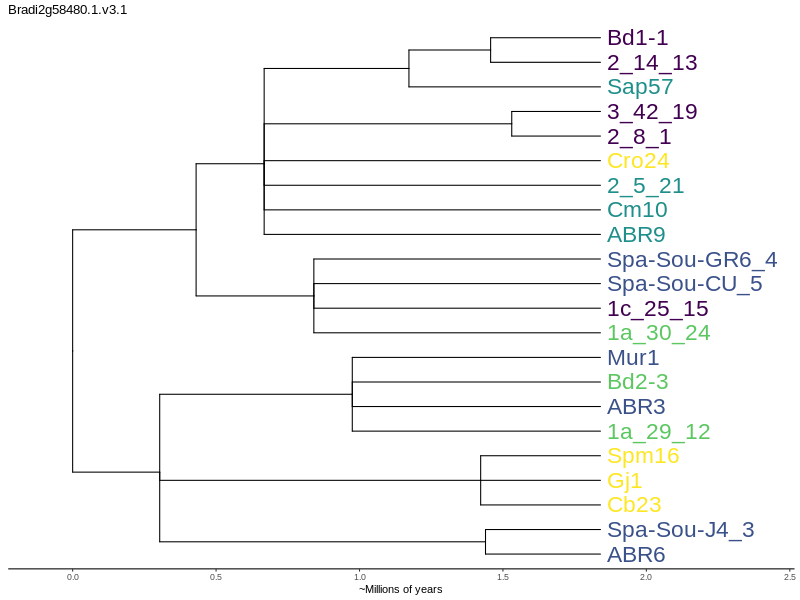 Bradi2g58480.1.v3.1
Bd1-1
2_14_13
Sap57
3_42_19
2_8_1
Cro24
2_5_21
Cm10
ABR9
Spa-Sou-GR6_4
Spa-Sou-CU_5
1c_25_15
1a_30_24
Mur1
Bd2-3
ABR3
1a_29_12
Spm16
Gj1
Cb23
Spa-Sou-J4_3
ABR6
0.0 0.5 1.0 1.5 2.0 2.5
~Millions of years